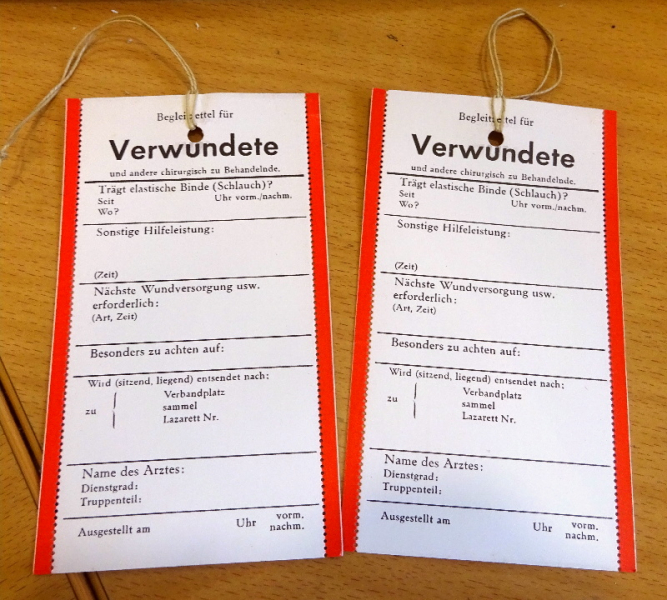 Begleitzettel für
Verwundete
und andere chirurgisch zu Behandelnde.
Trägt elastische Binde (Schlauch)?
Seit Uhr vorm./nachm.
Wo?
Sonstige Hilfeleistung:
(Zeit)
Nächste Wundversorgung usw.
erforderlich:
(Art, Zeit)
Besonders zu achten auf:
Wird (sitzend, liegend) entsendet nach:
zu
Verbandplatz
sammel
Lazarett Nr.
Name des Arztes:
Dienstgrad:
Truppenteil:
Ausgestellt am Uhr vorm.
nachm.
Begleitzettel für
Verwundete
und andere chirurgisch zu Behandelnde.
Trägt elastische Binde (Schlauch)?
Seit Uhr vorm./nachm.
Wo?
Sonstige Hilfeleistung:
(Zeit)
Nächste Wundversorgung usw.
erforderlich:
(Art, Zeit)
Besonders zu achten auf:
Wird (sitzend, liegend) entsendet nach:
zu
Verbandplatz
sammel
Lazarett Nr.
Name des Arztes:
Dienstgrad:
Truppenteil:
Ausgestellt am Uhr vorm.
nachm.